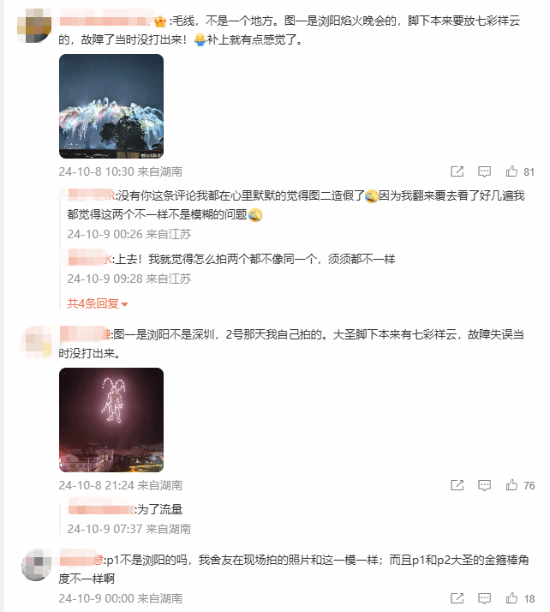 :毛线，不是一个地方。图一是浏阳焰火晚会的，脚下本来要放七彩祥云
的，故障了当时没打出来！补上就有点感觉了。
24-10-8 10:30 来自湖南
81
:没有你这条评论我都在心里默默的觉得图二造假了因为我翻来覆去看了好几遍我
都觉得这两个不一样不是模糊的问题
24-10-9 00:26 来自江苏
:上去！我就觉得怎么拍两个都不像同一个，须须都不一样
24-10-9 09:28 来自江苏
共4条回复
:图一是浏阳不是深圳，2号那天我自己拍的。大圣脚下本来有七彩祥云，故障失误当
时没打出来。
24-10-8 21:24 来自湖南
76
:为了流量
24-10-9 07:37 来自湖南
:p1不是浏阳的吗，我舍友在现场拍的照片和这一模一样；而且p1和p2大圣的金箍棒角
度不一样啊
24-10-9 00:00 来自湖南
18